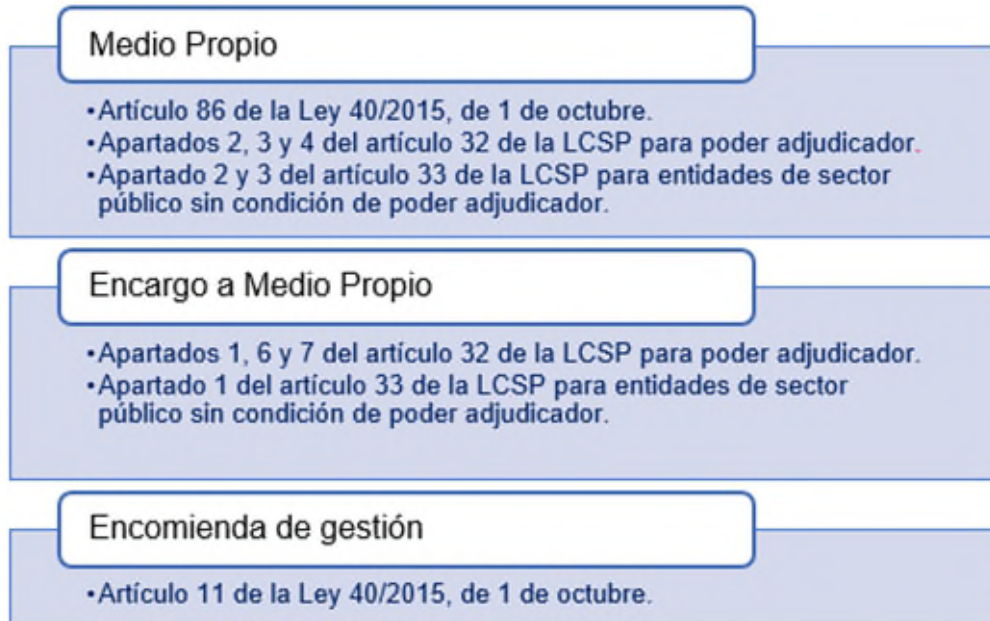 Medio Propio
•Artículo 86 de la Ley 40/2015, de 1 de octubre.
•Apartados 2, 3 y 4 del artículo 32 de la LCSP para poder adjudicador.
•Apartado 2 y 3 del artículo 33 de la LCSP para entidades de sector
público sin condición de poder adjudicador.
Encargo a Medio Propio
•Apartados 1, 6 y 7 del artículo 32 de la LCSP para poder adjudicador.
•Apartado 1 del artículo 33 de la LCSP para entidades de sector
público sin condición de poder adjudicador.
Encomienda de gestión
•Artículo 11 de la Ley 40/2015, de 1 de octubre.